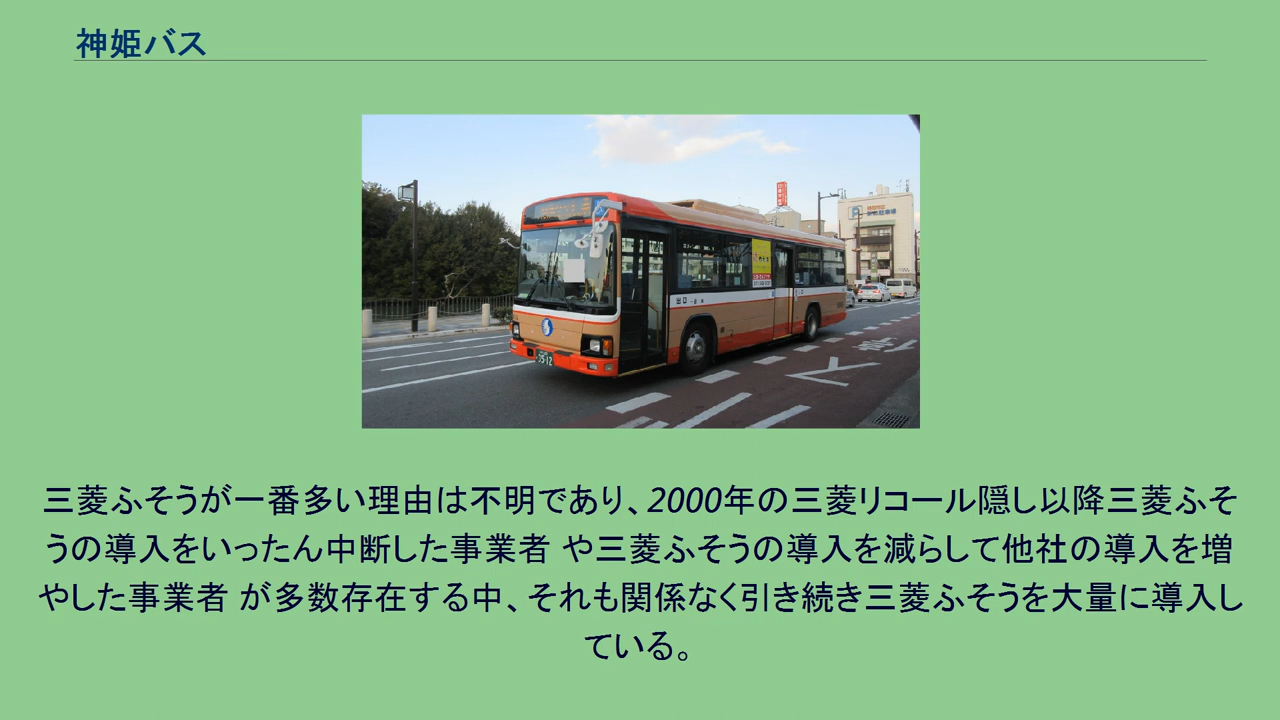 神姫バス
出口
35-12
三菱ふそうが一番多い理由は不明であり、2000年の三菱リコール隠し以降三菱ふそ
うの導入をいったん中断した事業者 や三菱ふそうの導入を減らして他社の導入を増
やした事業者 が多数存在する中、それも関係なく引き続き三菱ふそうを大量に導入し
ている。